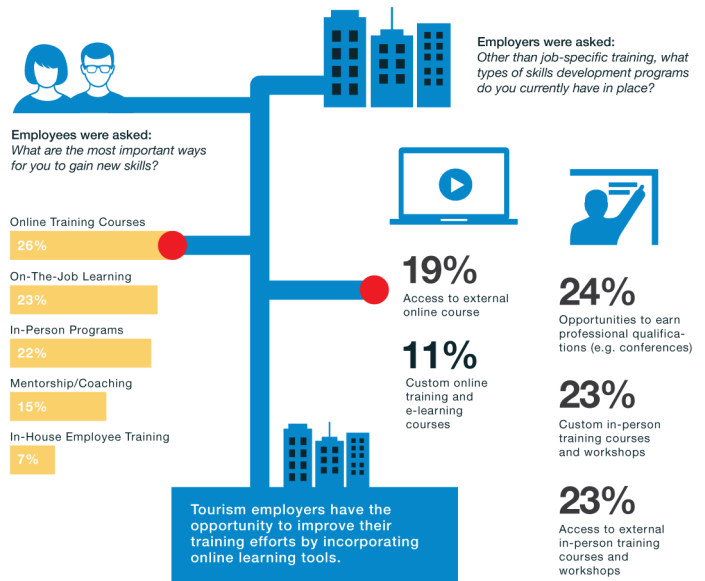 Employees were asked:
What are the most important ways
for you to gain new skills?
Online Training Courses
26%
On-The-Job Learning
23%
In-Person Programs
22%
Mentorship/Coaching
15%
In-House Employee Training
7%
Employers were asked:
Other than job-specific training, what
types of skills development programs
do you currently have in place?
19%
Access to external
online course
11%
Custom online
training and
e-learning
courses
24%
Opportunities to earn
professional qualifica-
tions (e.g. conferences)
23%
Custom in-person
training courses
and workshops
23%
Access to external
in-person training
courses and
workshops
Tourism employers have the
opportunity to improve their
training efforts by incorporating
online learning tools.